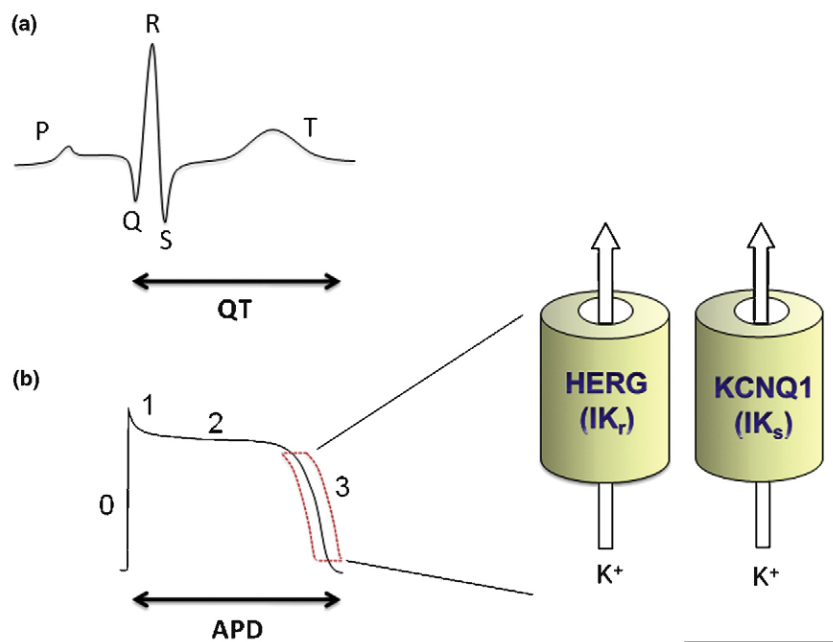 (a)
R
P
T
Q
S
QT
(b)
1
2
3
0
APD
HERG
(IKr)
KCNQ1
(IKs)
K+
K+